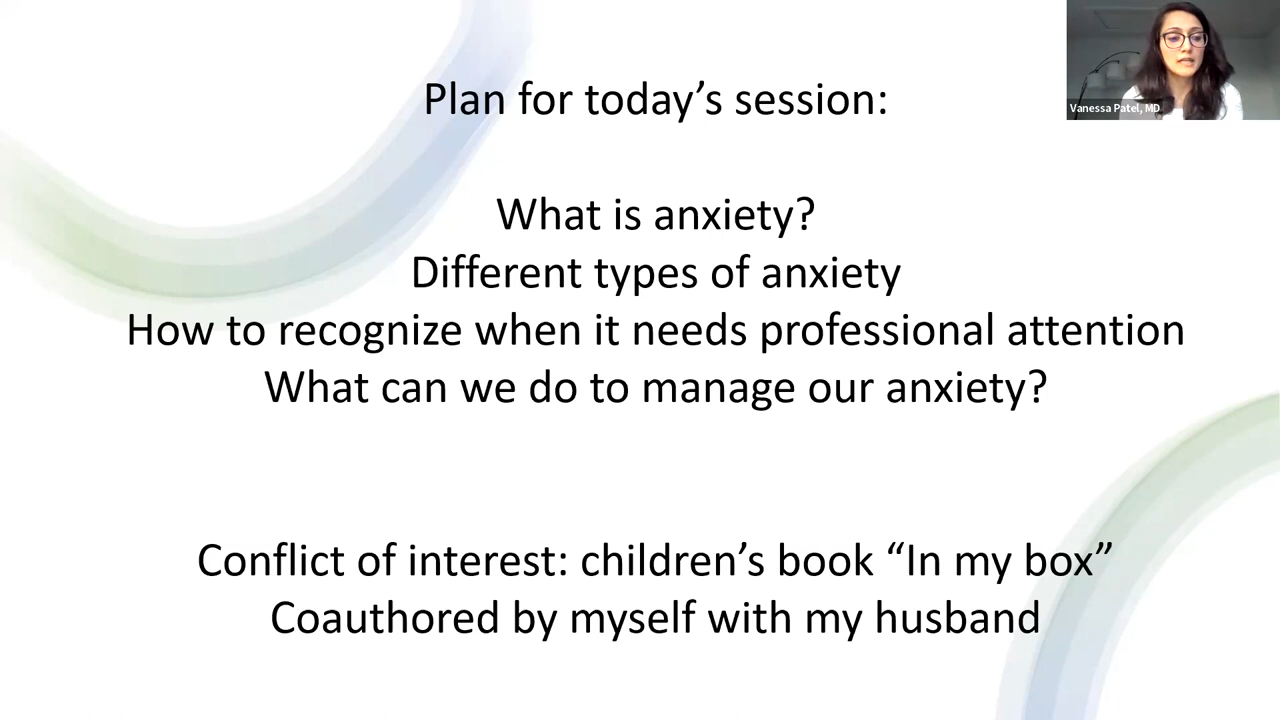 Plan for today’s session:
Vanessa Patel, MD
What is anxiety?
Different types of anxiety
How to recognize when it needs professional attention
What can we do to manage our anxiety?
Conflict of interest: children’s book “In my box”
Coauthored by myself with my husband